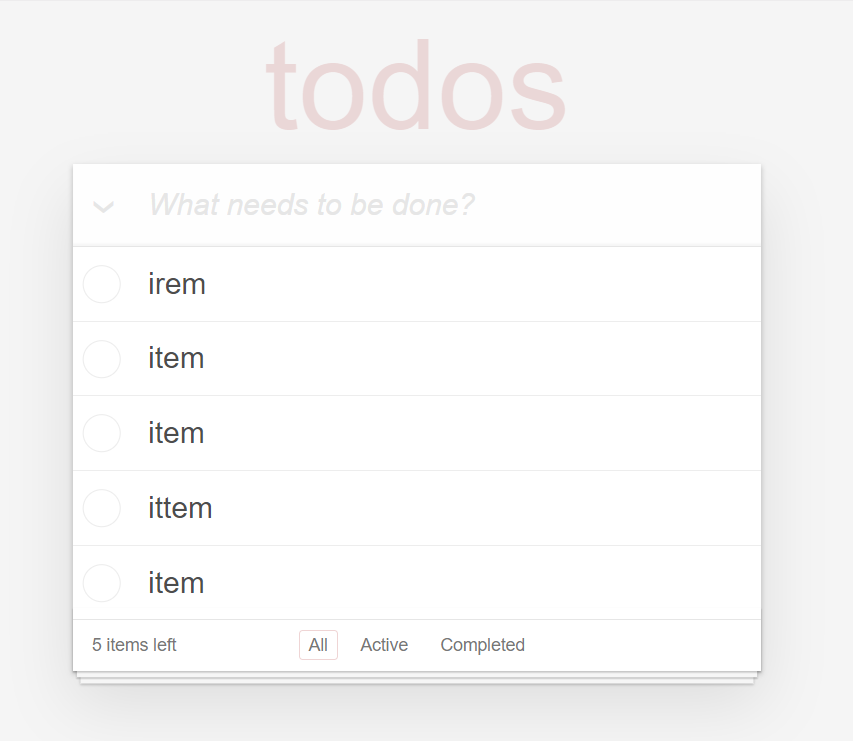 todos
What needs to be done?
irem
item
item
ittem
item
5 items left All Active Completed